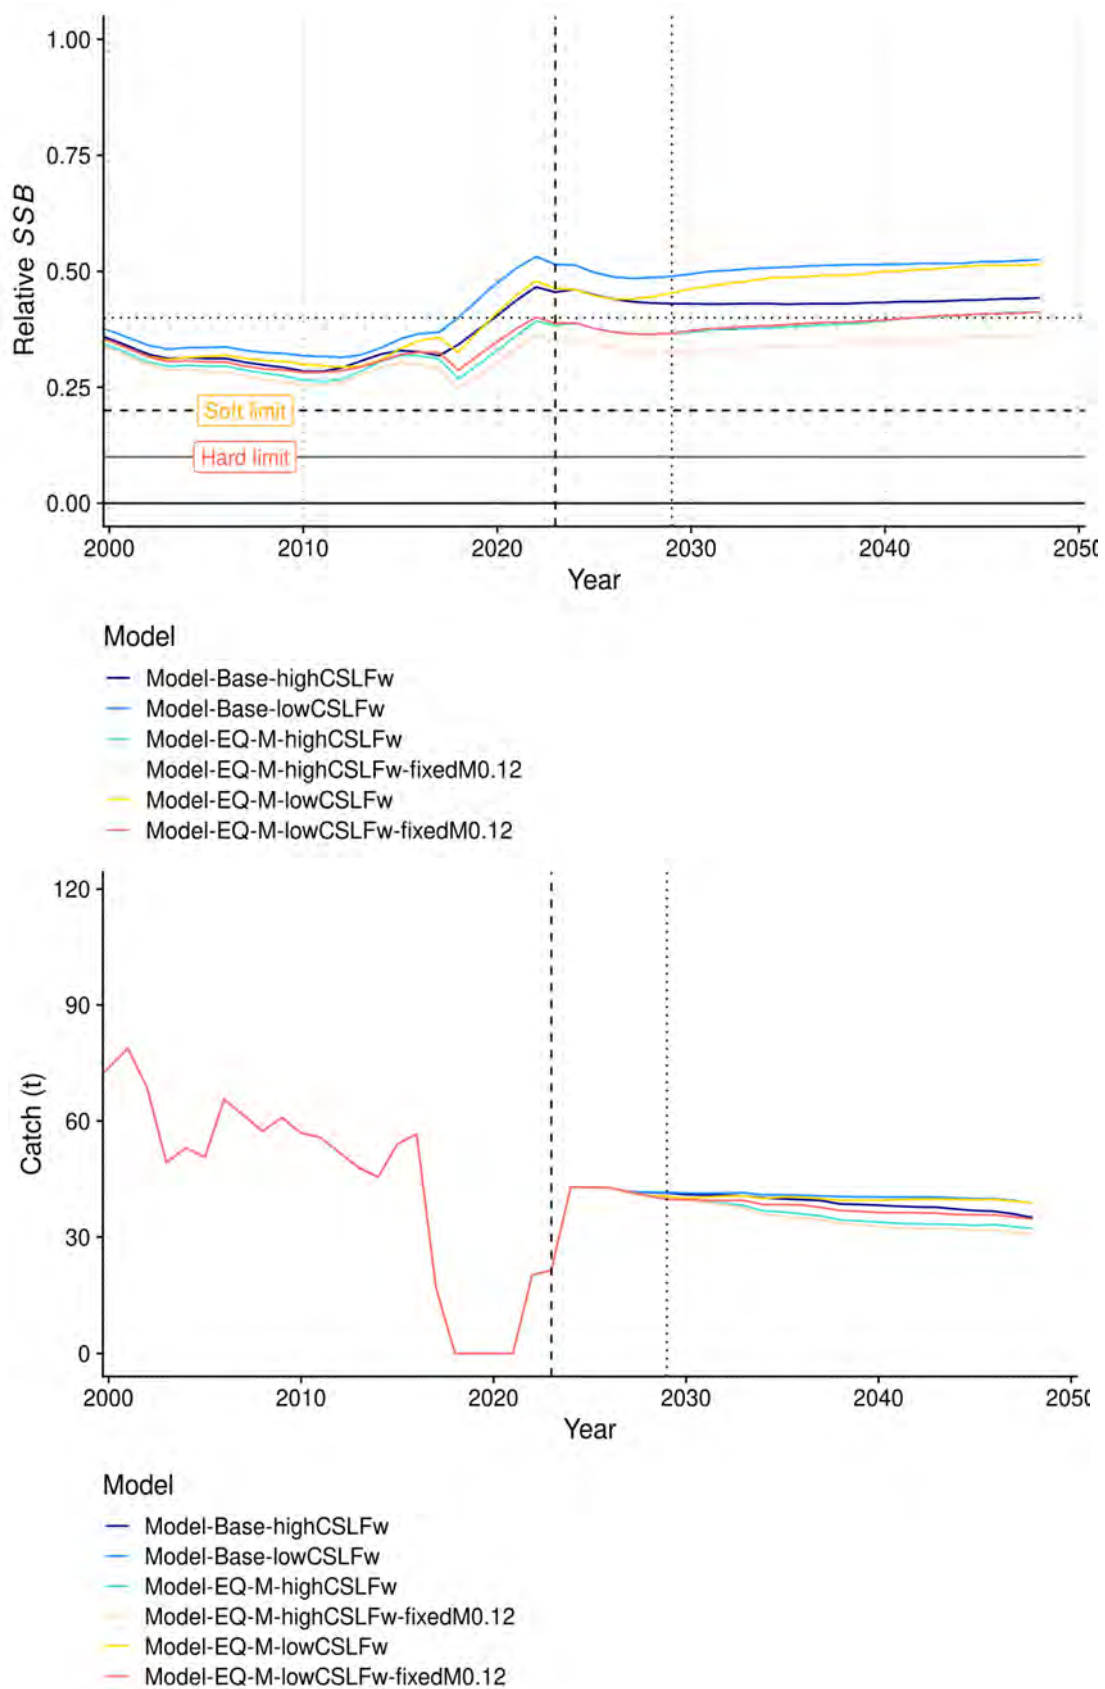 1.00
0.75
Relative SSB
0.50
0.25
Soft limit
Hard limit
0.00
2000 2010 2020 2030 2040 2050
Year
Model
Model-Base-highCSLFw
Model-Base-lowCSLFw
Model-EQ-M-highCSLFw
Model-EQ-M-highCSLFw-fixedM0.12
Model-EQ-M-lowCSLFw
Model-EQ-M-lowCSLFw-fixedM0.12
120
90
Catch (t)
60
30
0
2000 2010 2020 2030 2040 2050
Year
Model
Model-Base-highCSLFw
Model-Base-lowCSLFw
Model-EQ-M-highCSLFw
Model-EQ-M-highCSLFw-fixedM0.12
Model-EQ-M-lowCSLFw
Model-EQ-M-lowCSLFw-fixedM0.12